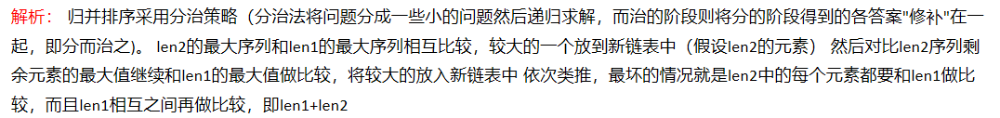 解析： 归并排序采用分治策略（分治法将问题分成一些小的问题然后递归求解，而治的阶段则将分的阶段得到的各答案"修补"在一
起，即分而治之)。 len2的最大序列和len1的最大序列相互比较，较大的一个放到新链表中（假设len2的元素） 然后对比len2序列剩
余元素的最大值继续和len1的最大值做比较，将较大的放入新链表中 依次类推，最坏的情况就是len2中的每个元素都要和len1做比
较，而且len1相互之间再做比较，即len1+len2